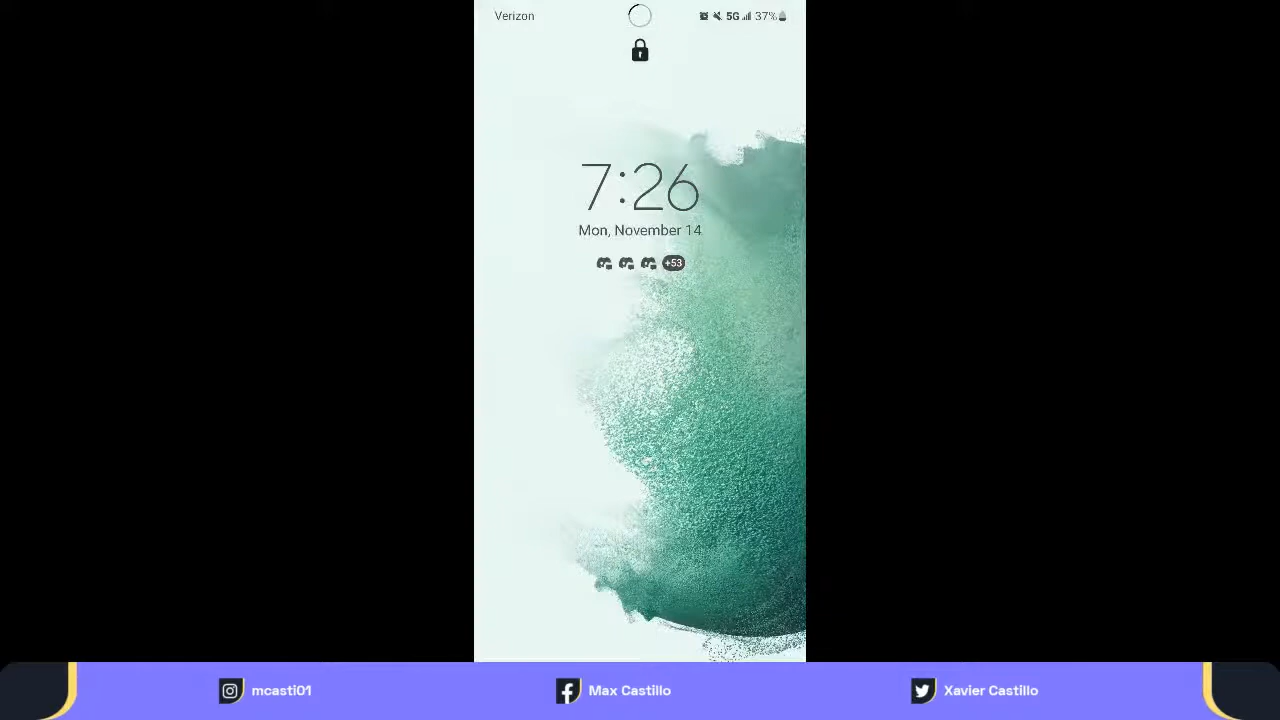 Verizon
5G 37%
7:26
Mon, November 14
+53
mcasti01
Max Castillo
Xavier Castillo